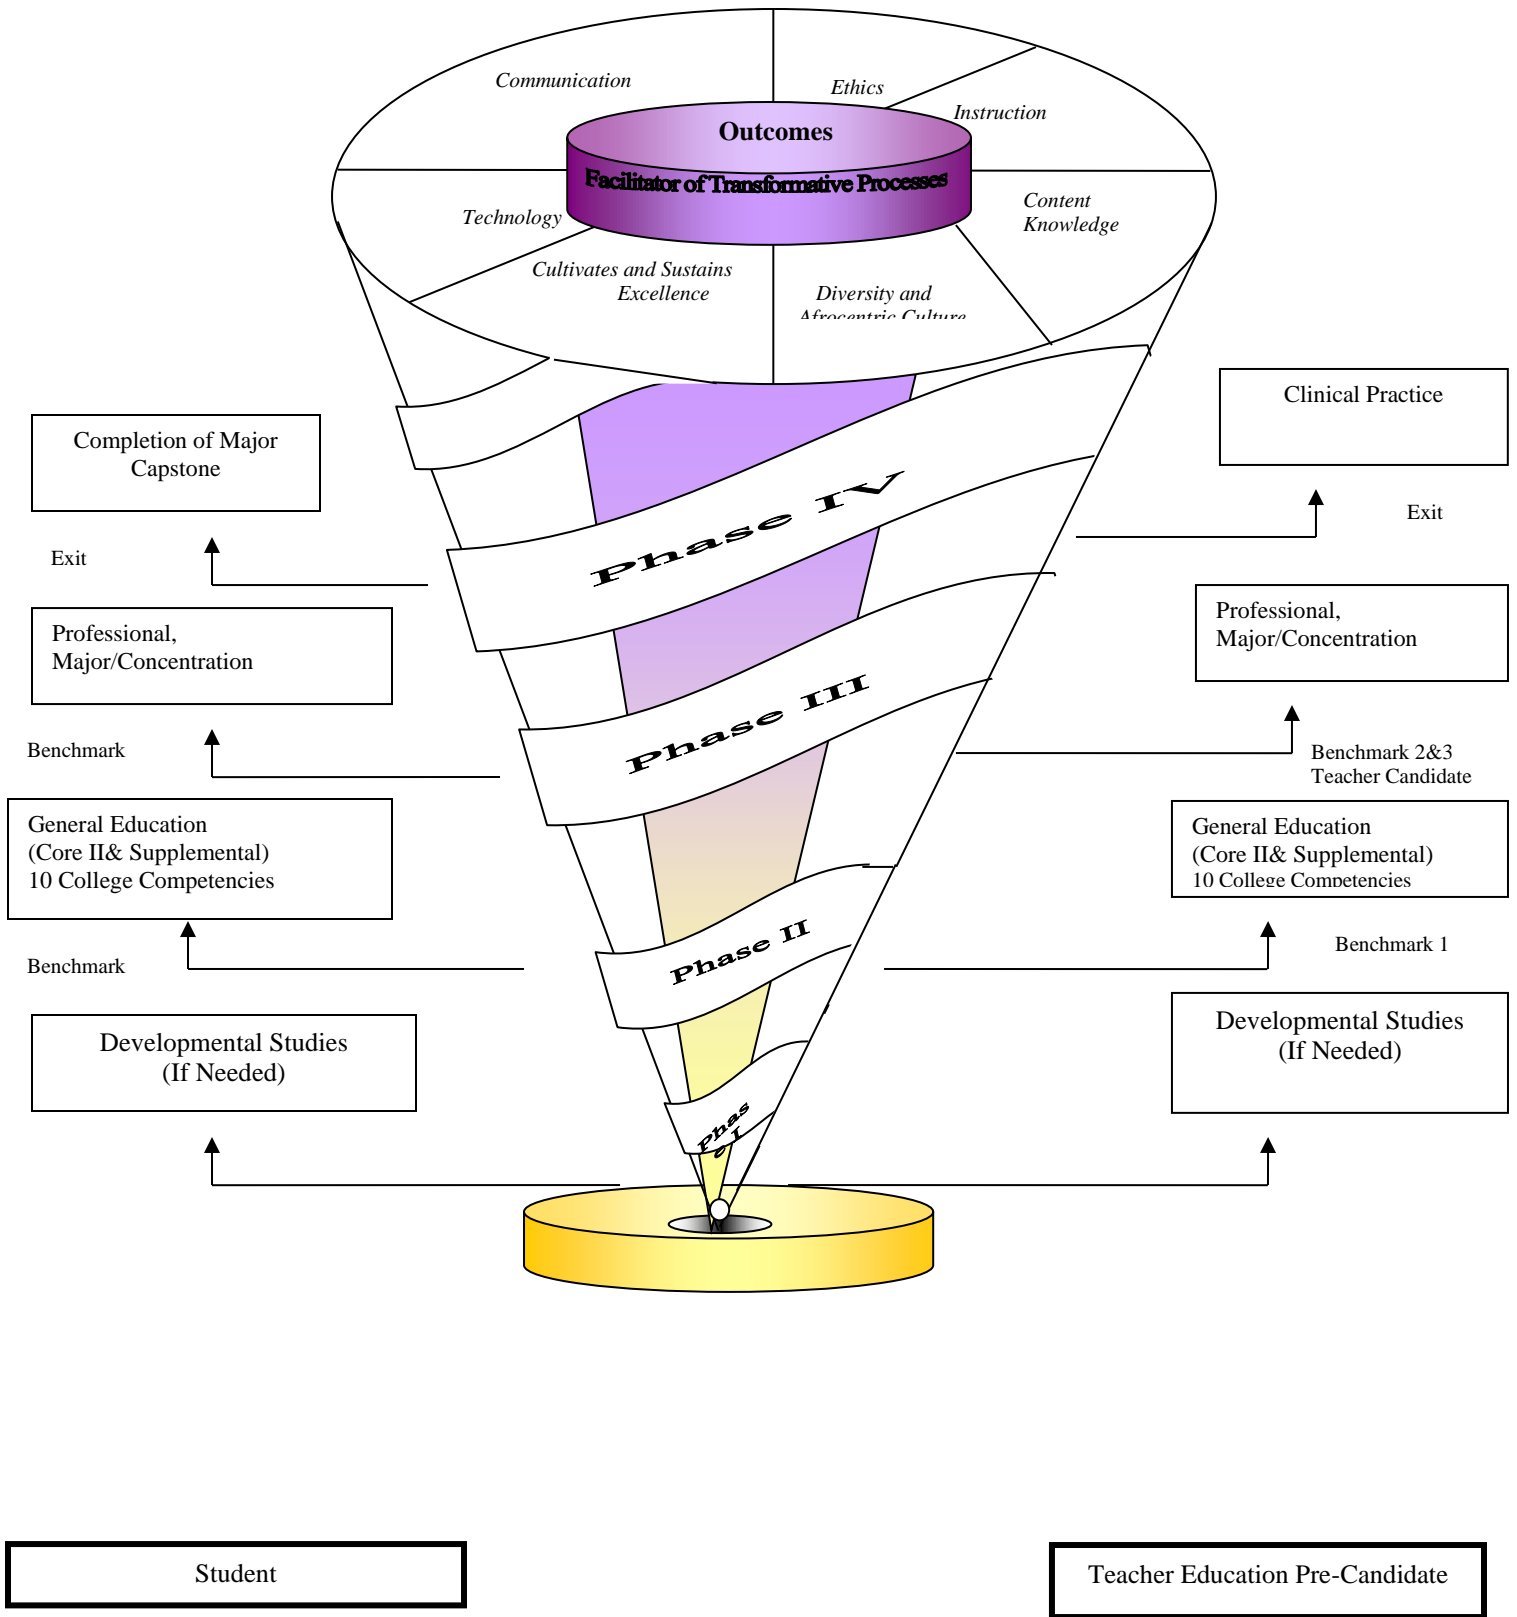 Communication
Ethics
Instruction
Outcomes
Facilitator of Transformative Processes
Technology
Content
Knowledge
Cultivates and Sustains
Excellence
Diversity and
Afrocentric Culture
Clinical Practice
Completion of Major
Capstone
Exit
Exit
Phase IV
Professional,
Major/Concentration
Professional,
Major/Concentration
Phase III
Benchmark
Benchmark 2&3
Teacher Candidate
General Education
(Core II& Supplemental)
10 College Competencies
General Education
(Core II& Supplemental)
10 College Competencies
Phase II
Benchmark
Benchmark 1
Developmental Studies
(If Needed)
Developmental Studies
(If Needed)
Phas
e I
Student
Teacher Education Pre-Candidate